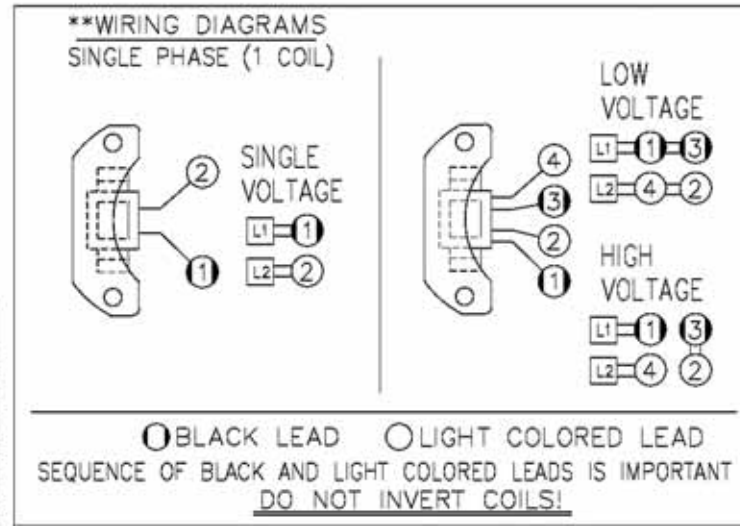 **WIRING DIAGRAMS
SINGLE PHASE (1 COIL)
2
1
SINGLE
VOLTAGE
L1 1
L2 2
4
3
2
1
LOW
VOLTAGE
L1 1 3
L2 4 2
HIGH
VOLTAGE
L1 1 3
L2 4 2
BLACK LEAD LIGHT COLORED LEAD
SEQUENCE OF BLACK AND LIGHT COLORED LEADS IS IMPORTANT
DO NOT INVERT COILS!